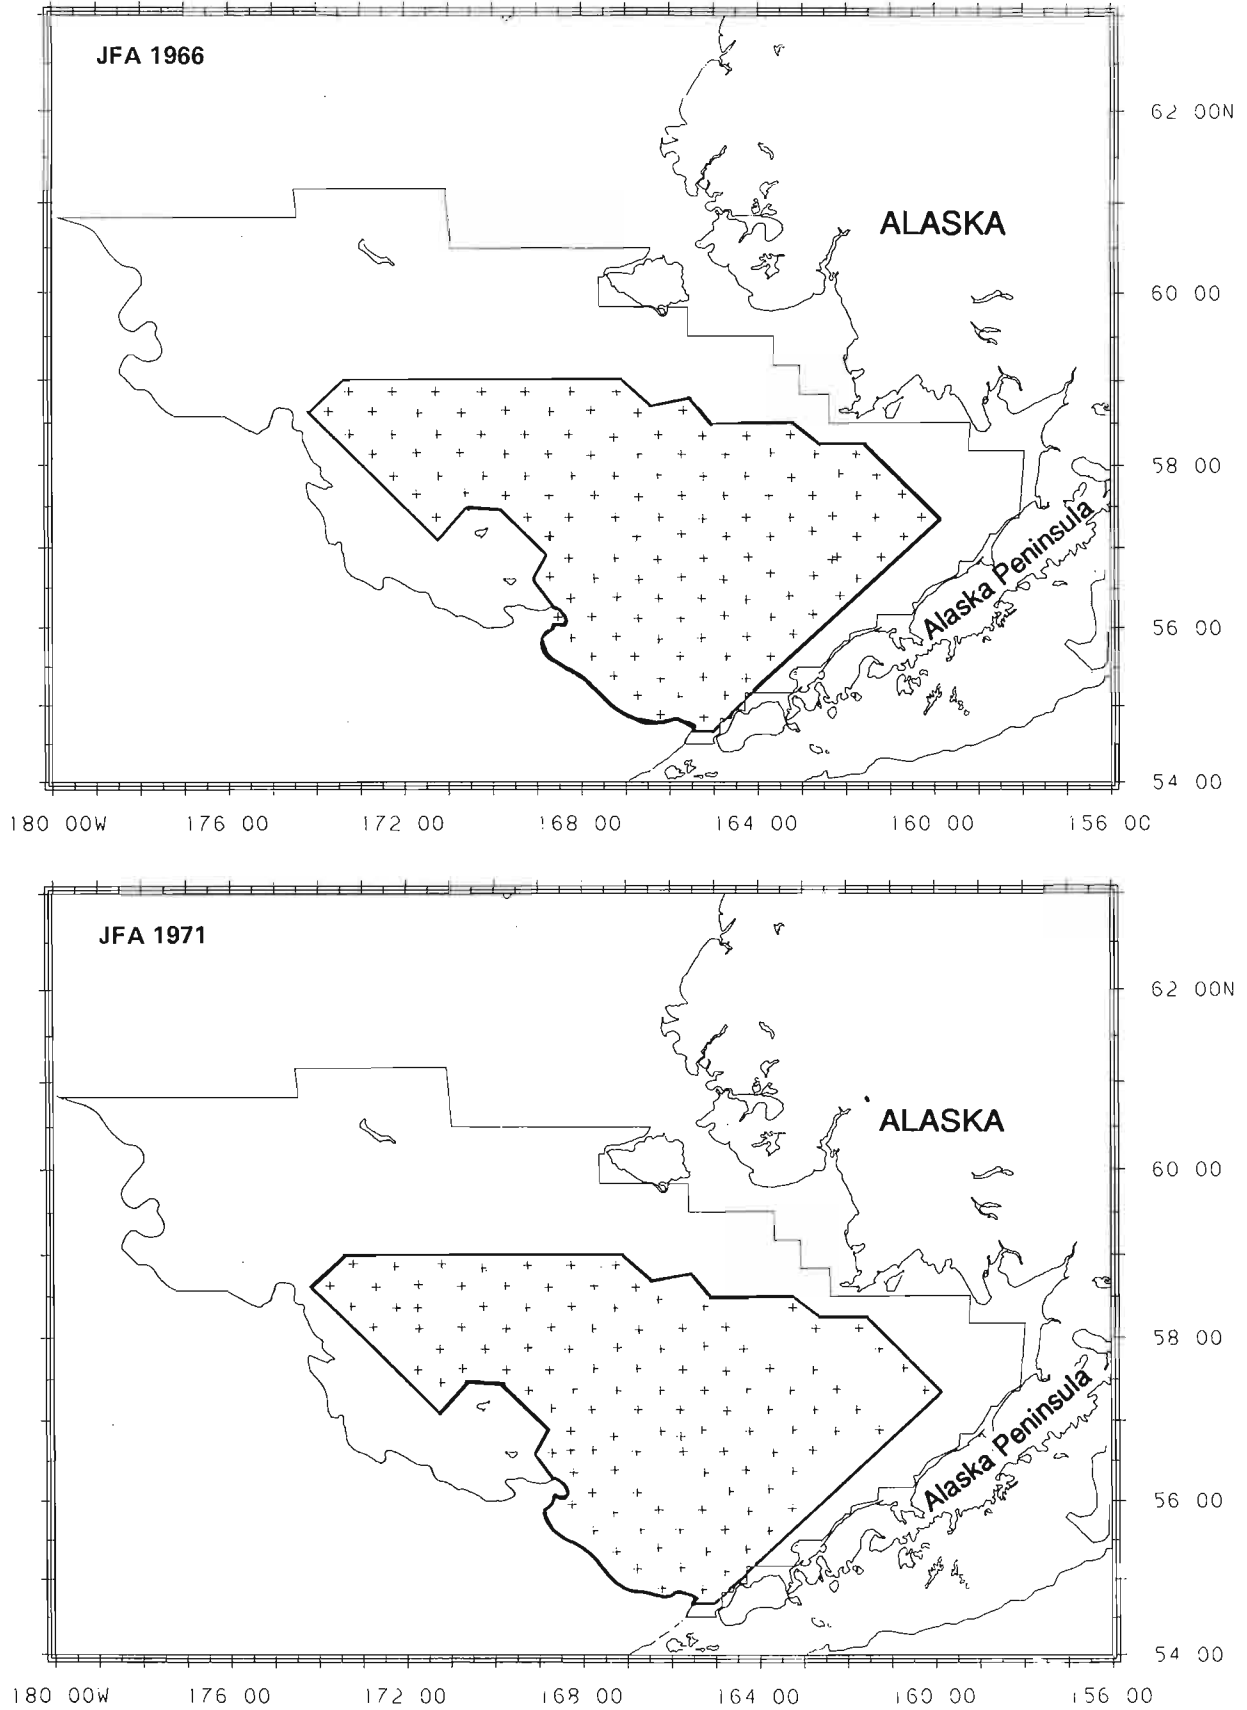 JFA 1966
62 00N
ALASKA
60 00
58 00
Alaska Peninsula
56 00
54 00
180 00W 176 00 172 00 168 00 164 00 160 00 156 00
JFA 1971
62 00N
ALASKA
60 00
58 00
Alaska Peninsula
56 00
54 00
180 00W 176 00 172 00 168 00 164 00 160 00 156 00